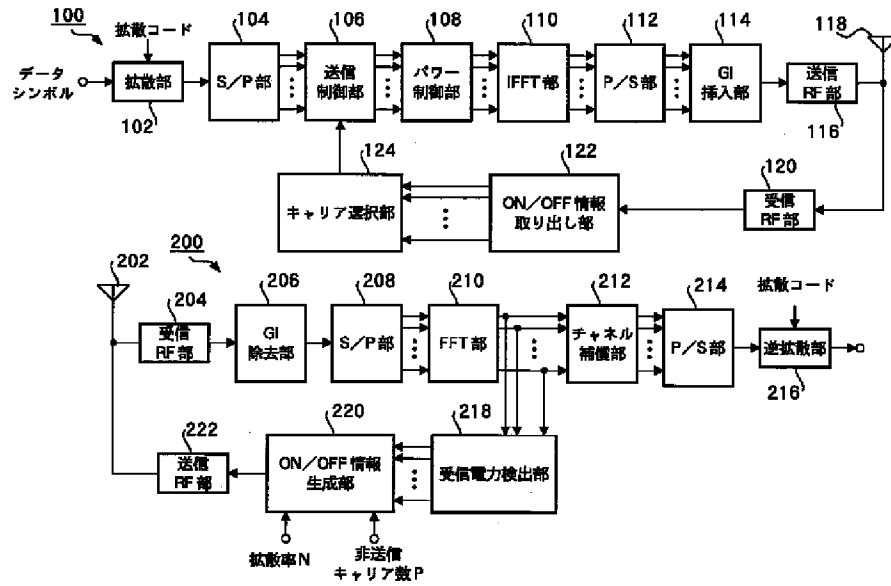 100
拡散コード
104
106
108
110
112
114
118
データ
シンボル
拡散部
102
S/P部
送信
制御部
パワー
制御部
IFFT部
P/S部
GI
挿入部
送信
RF部
116
124
122
120
キャリア選択部
ON/OFF情報
取り出し部
受信
RF部
200
202
204
206
208
210
212
214
拡散コード
受信
RF部
GI
除去部
S/P部
FFT部
チャネル
補償部
P/S部
逆拡散部
216
222
220
218
送信
RF部
ON/OFF情報
生成部
受信電力検出部
拡散率N
非送信
キャリア数P